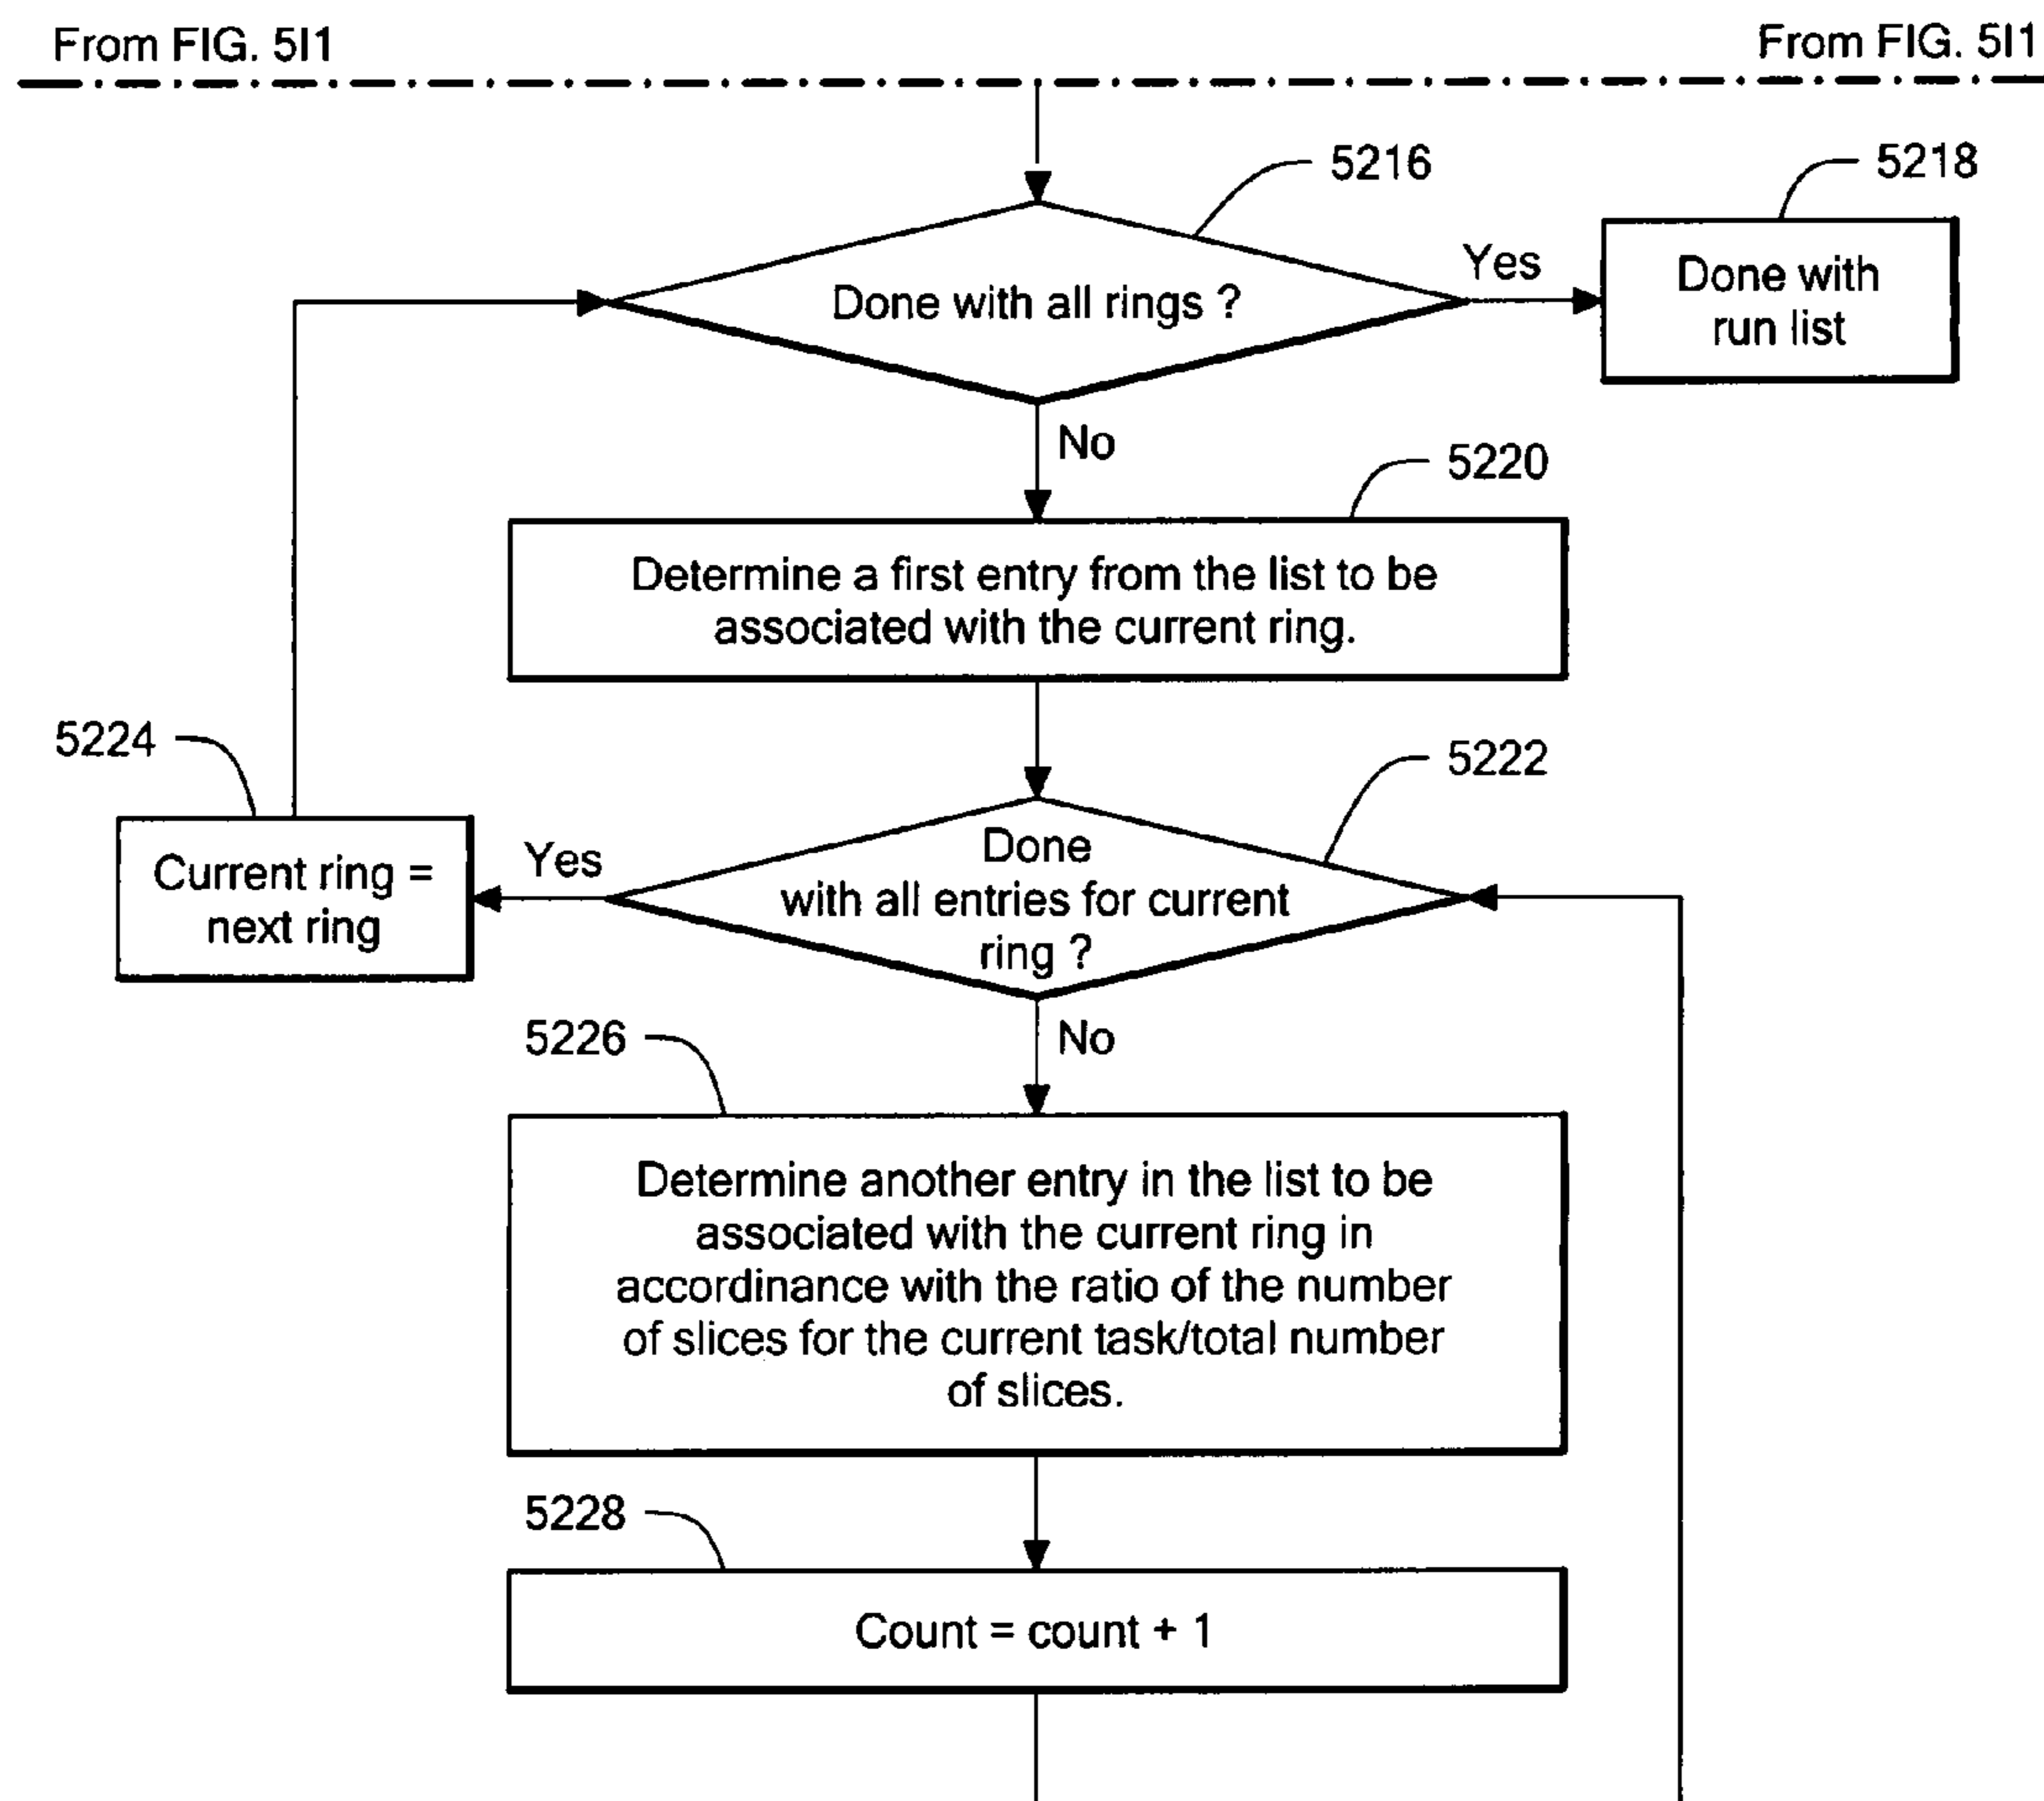 From FIG. 5I1
From FIG. 5I1
5216
5218
Done with all rings ?
Yes
Done with
run list
No
5220
Determine a first entry from the list to be
associated with the current ring.
5224
5222
Current ring =
next ring
Yes
Done
with all entries for current
ring ?
5226
No
Determine another entry in the list to be
associated with the current ring in
accordinance with the ratio of the number
of slices for the current task/total number
of slices.
5228
Count = count + 1